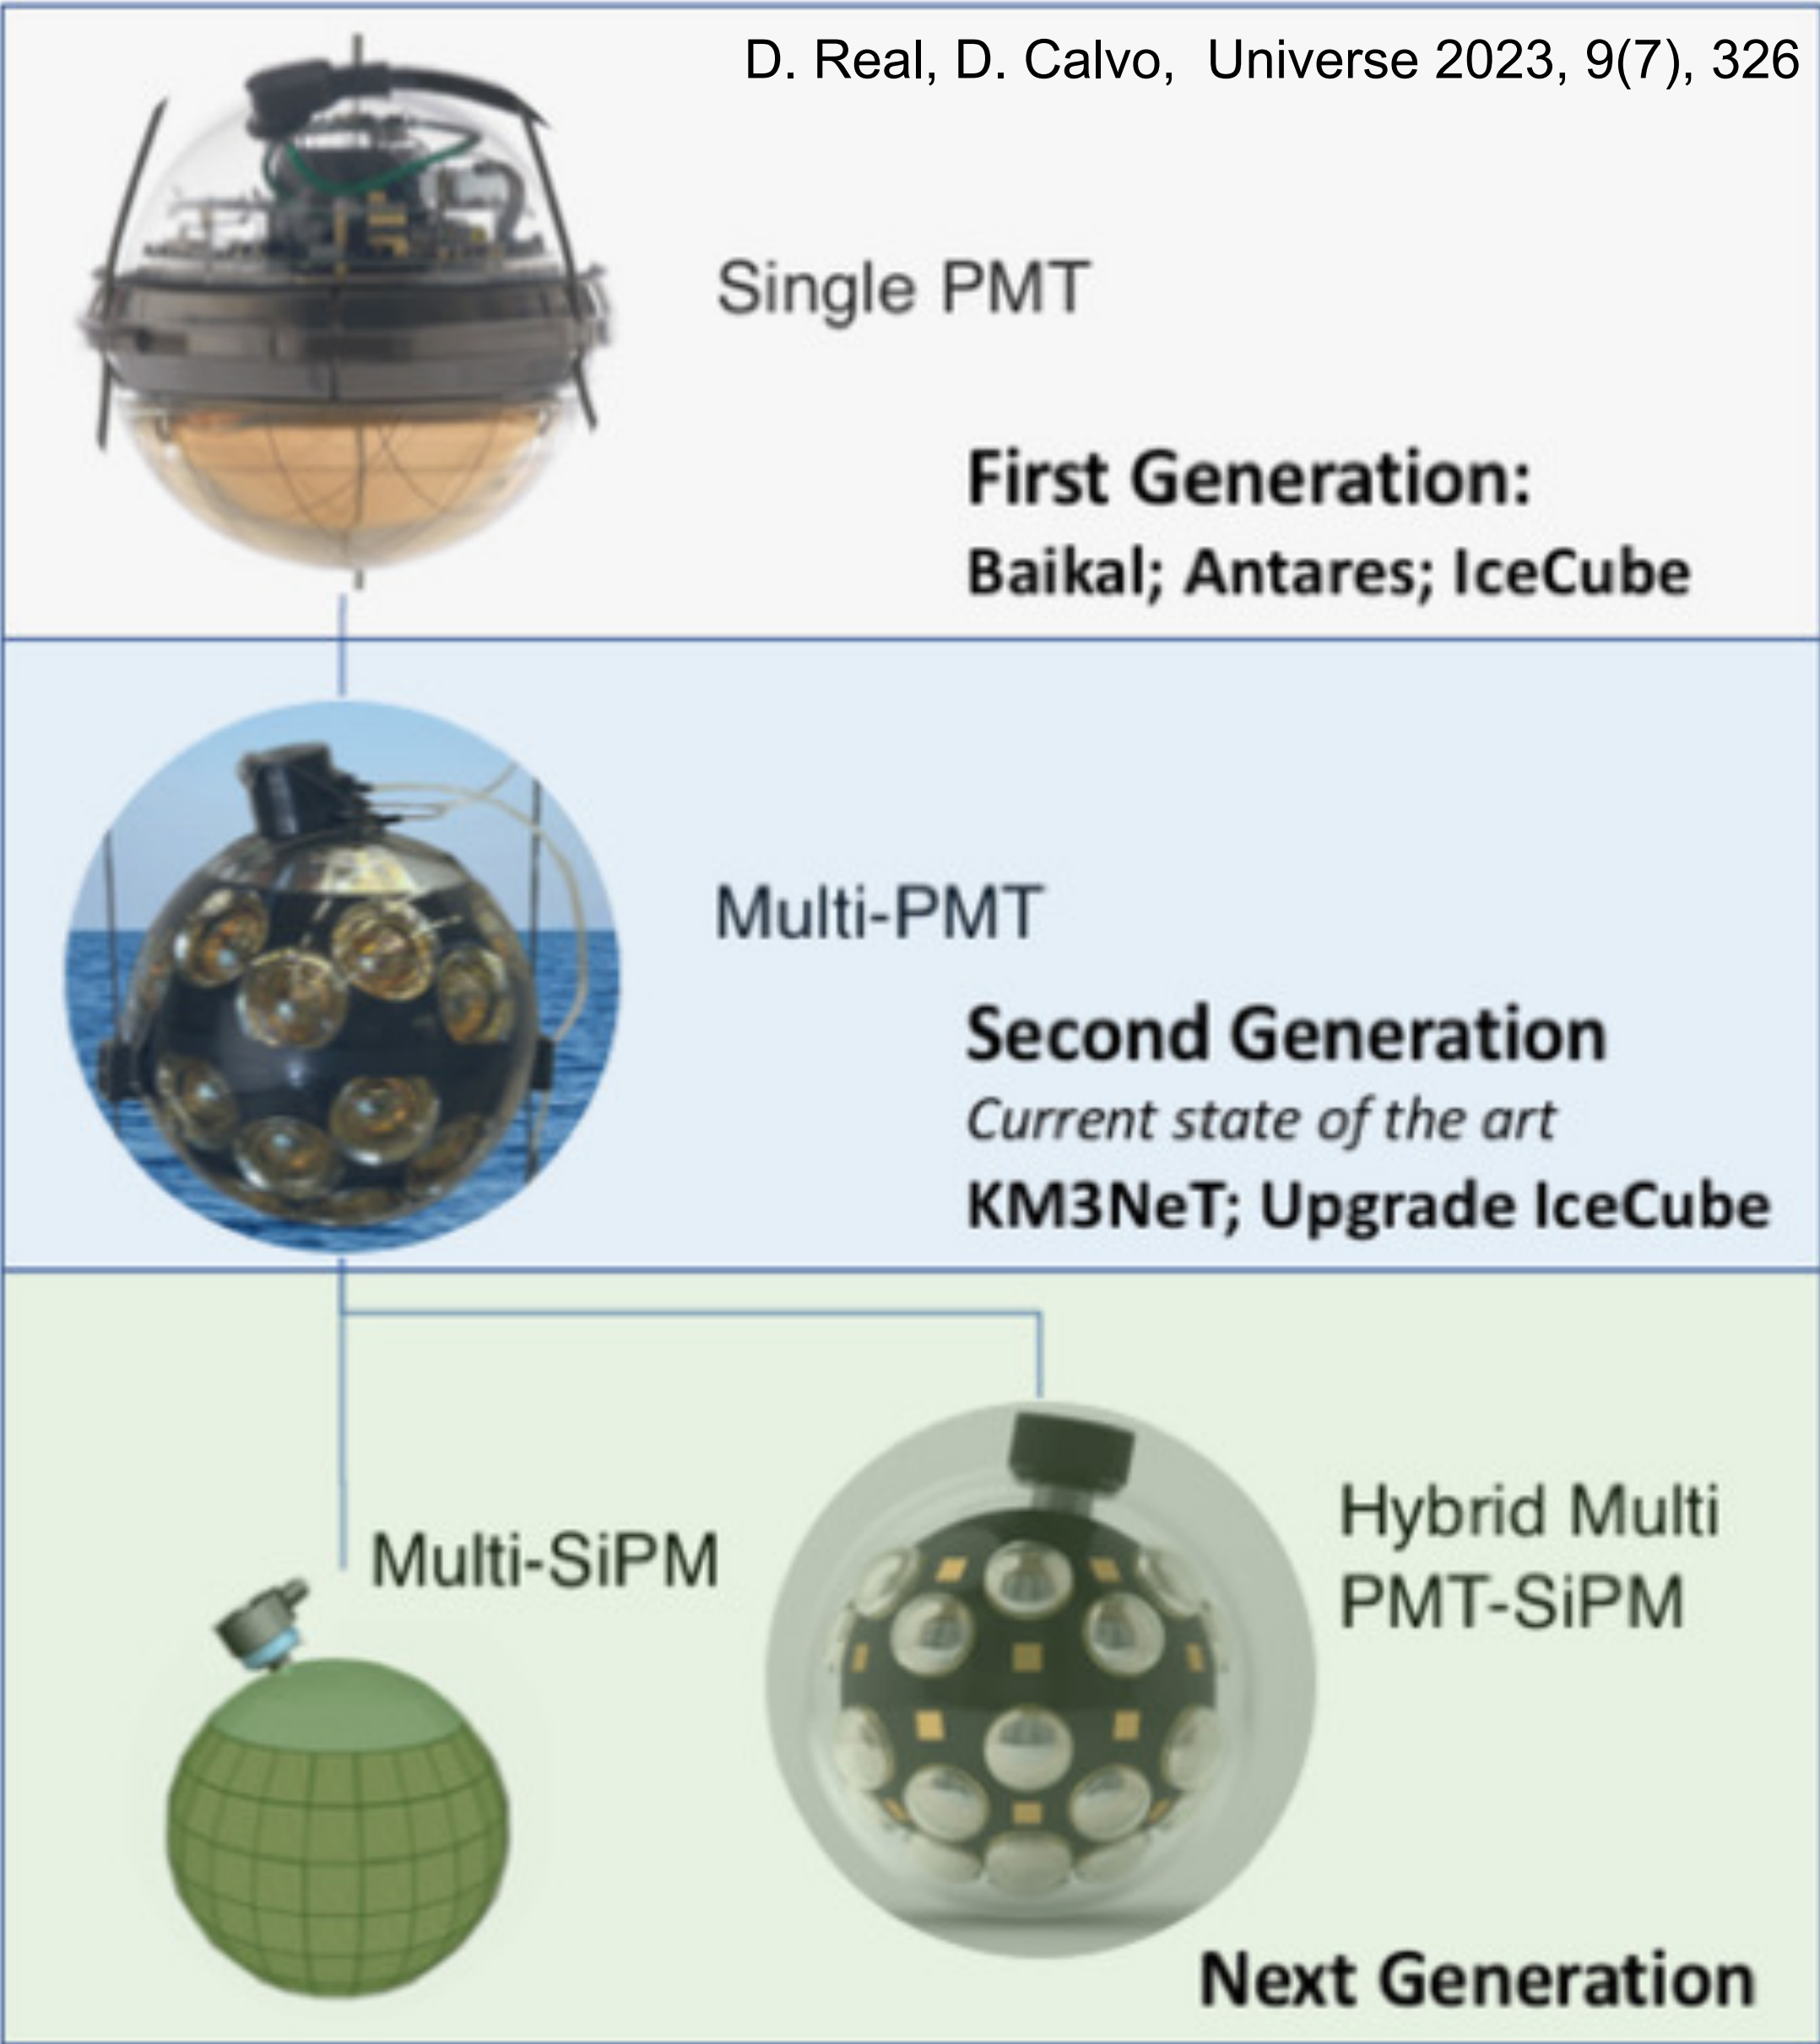 D. Real, D. Calvo, Universe 2023, 9(7), 326
Single PMT
First Generation:
Baikal; Antares; IceCube
Multi-PMT
Second Generation
Current state of the art
KM3NeT; Upgrade IceCube
Multi-SiPM
Hybrid Multi
PMT-SiPM
Next Generation